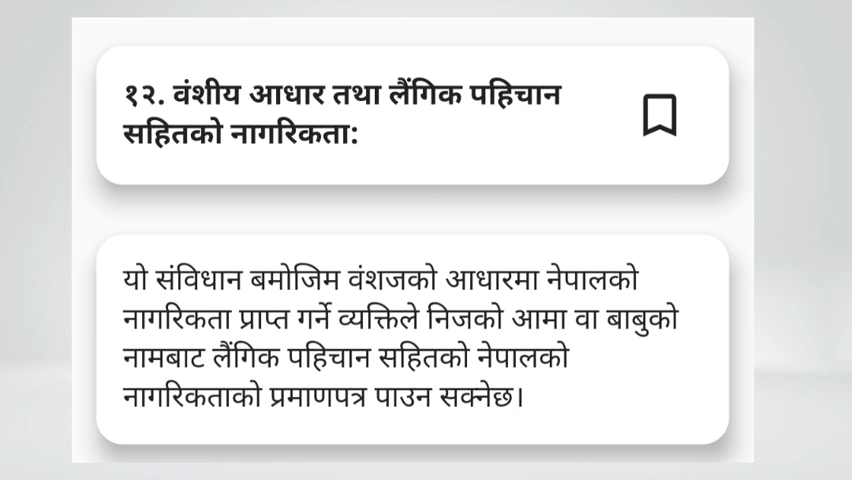 १२. वंशीय आधार तथा लैंगिक पहिचान
सहितको नागरिकता:
यो संविधान बमोजिम वंशजको आधारमा नेपालको
नागरिकता प्राप्त गर्ने व्यक्तिले निजको आमा वा बाबुको
नामबाट लैंगिक पहिचान सहितको नेपालको
नागरिकताको प्रमाणपत्र पाउन सक्नेछ।